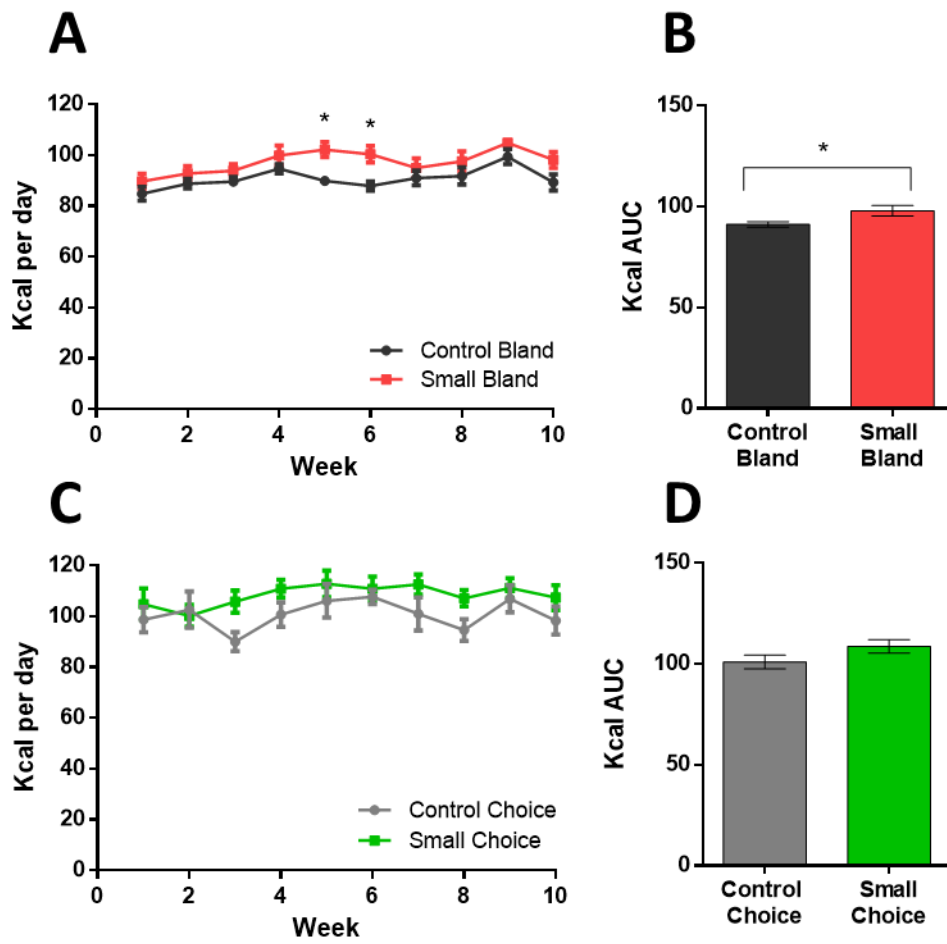 A
120
100
80
60
40
20
0
Kcal per day
* *
Control Bland
Small Bland
0 2 4 6 8 10
Week
B
150
100
50
0
Kcal AUC
*
Control
Bland
Small
Bland
C
120
100
80
60
40
20
0
Kcal per day
Control Choice
Small Choice
0 2 4 6 8 10
Week
D
150
100
50
0
Kcal AUC
Control
Choice
Small
Choice